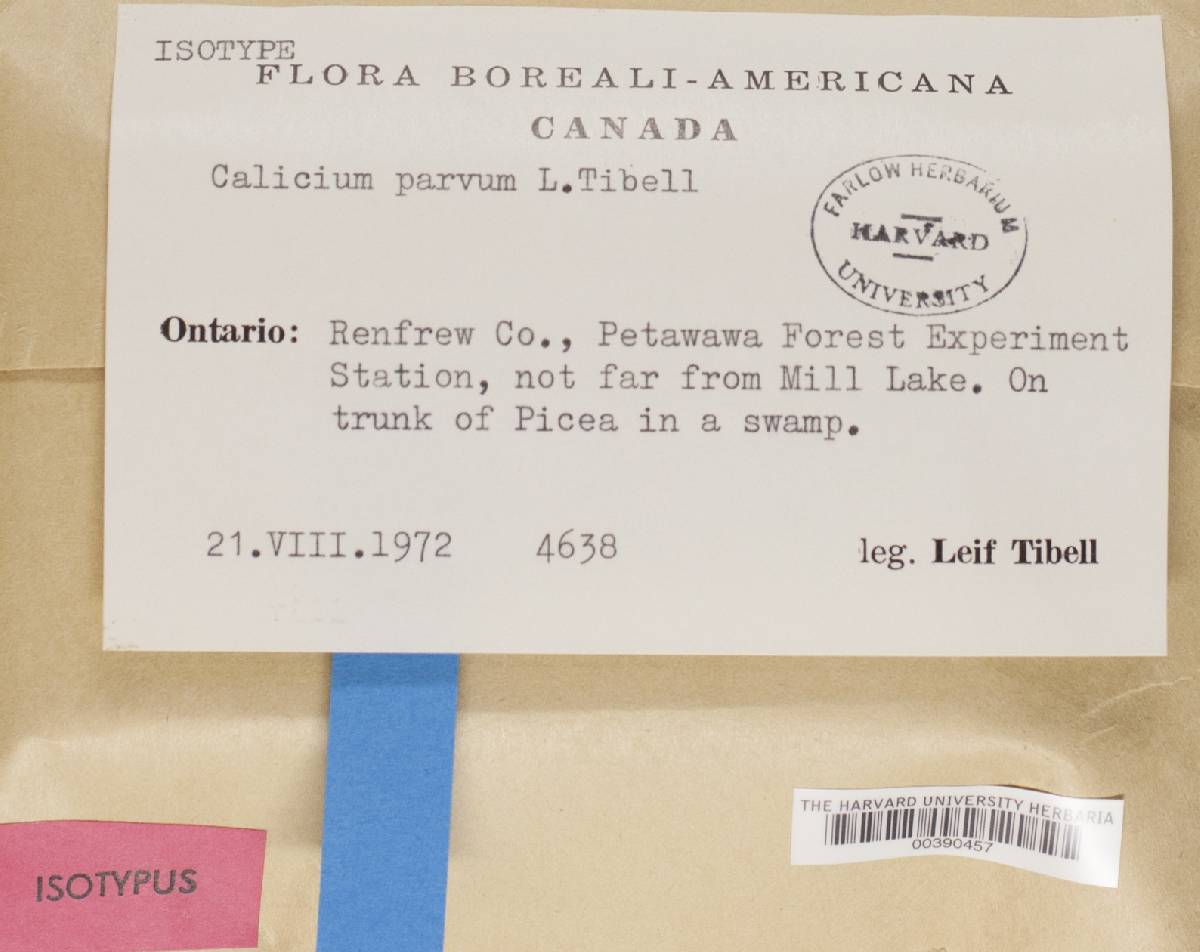 ISOTYPE
FLORA BOREALI-AMERICANA
CANADA
Calicium parvum L.Tibell
FARLOW HERBARIUM
HARVARD
UNIVERSITY
Ontario: Renfrew Co., Petawawa Forest Experiment
Station, not far from Mill Lake. On
trunk of Picea in a swamp.
21.VIII.1972 4638 leg. Leif Tibell
THE HARVARD UNIVERSITY HERBARIA
00390457
ISOTYPUS